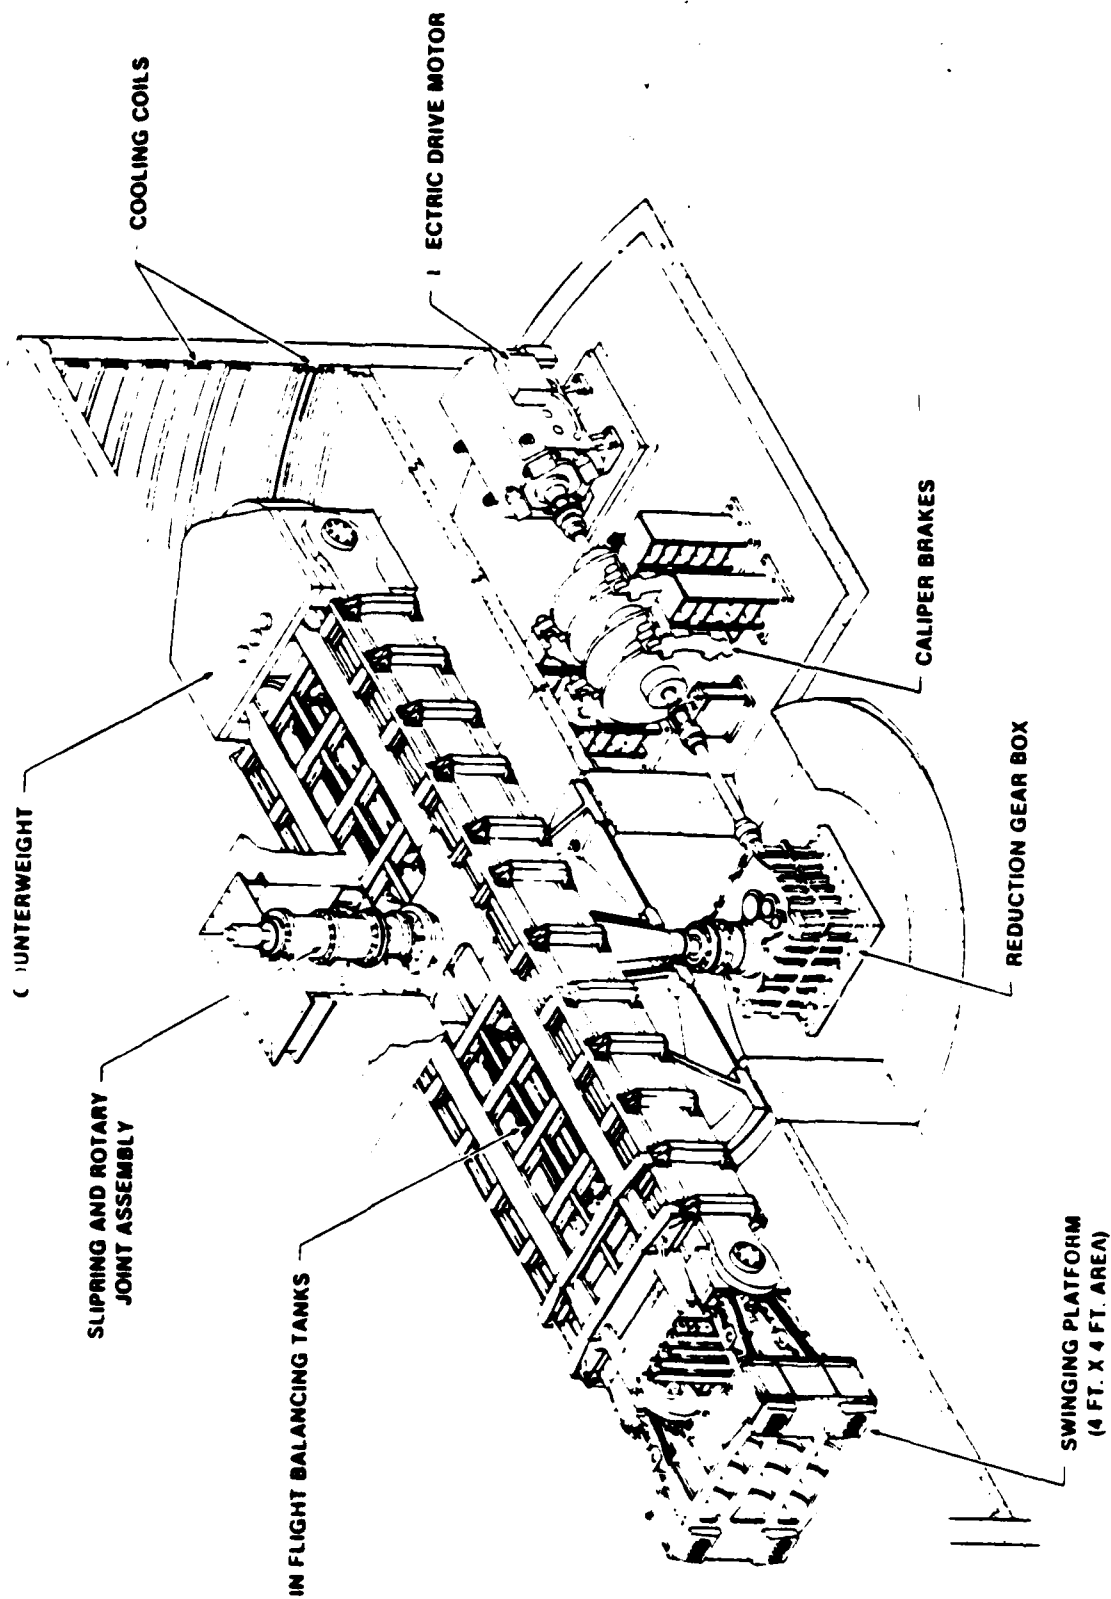 COOLING COILS
ECTRIC DRIVE MOTOR
CALIPER BRAKES
REDUCTION GEAR BOX
SWINGING PLATFORM
(4 FT. X 4 FT. AREA)
IN FLIGHT BALANCING TANKS
SLIPRING AND ROTARY
JOINT ASSEMBLY
OUNTERWEIGHT